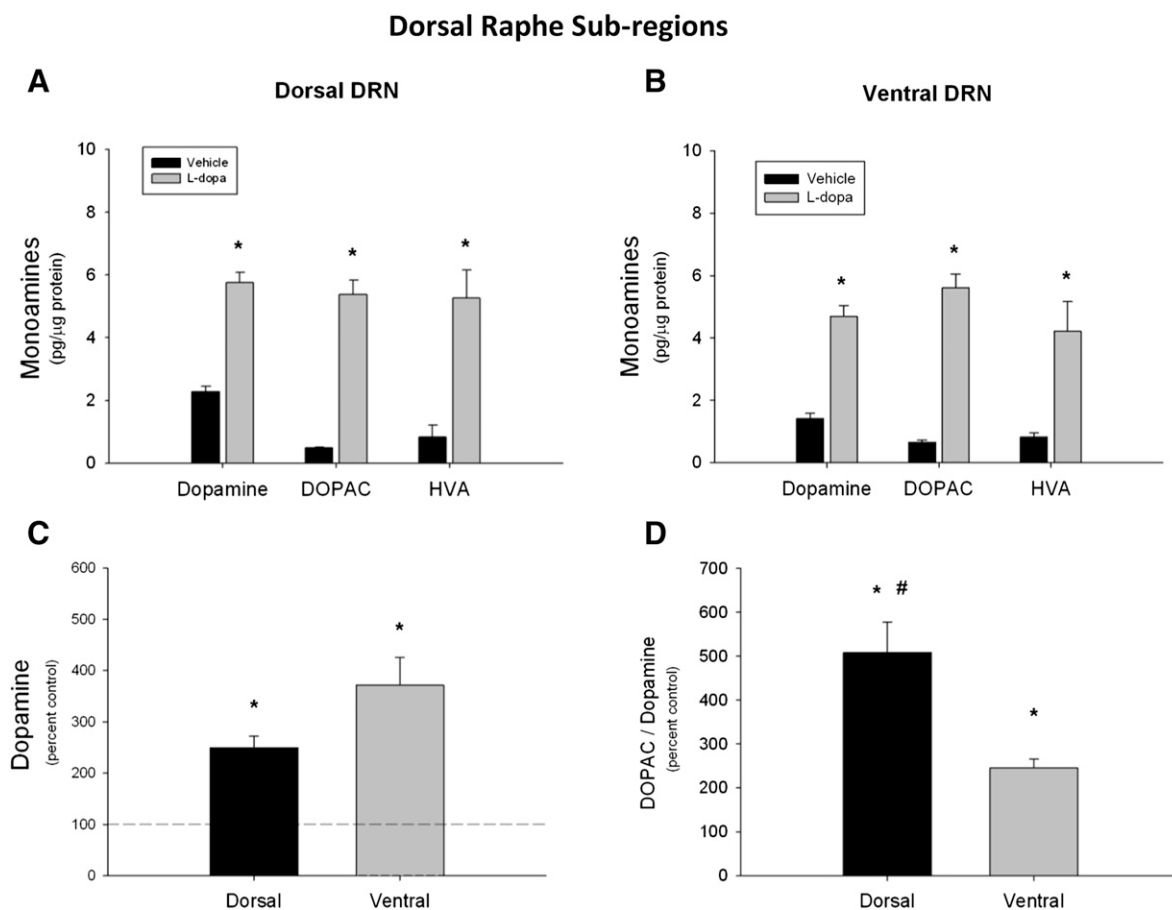 Dorsal Raphe Sub-regions
A
Dorsal DRN
Monoamines
(pg/μg protein)
10
8
6
4
2
0
Vehicle
L-dopa
*
*
*
Dopamine
DOPAC
HVA
B
Ventral DRN
Monoamines
(pg/μg protein)
10
8
6
4
2
0
Vehicle
L-dopa
*
*
*
Dopamine
DOPAC
HVA
C
Dopamine
(percent control)
600
500
400
300
200
100
0
*
*
Dorsal
Ventral
D
DOPAC / Dopamine
(percent control)
700
600
500
400
300
200
100
0
* #
*
Dorsal
Ventral